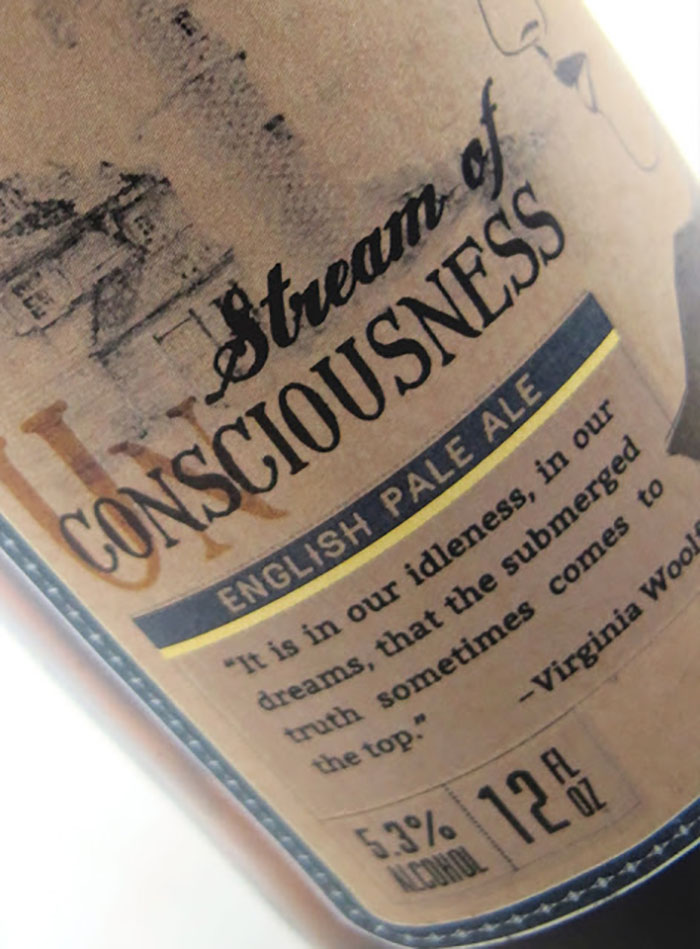 Stream of
UN
CONSCIOUSNESS
ENGLISH PALE ALE
"It is in our idleness, in our
dreams, that the submerged
truth sometimes comes to
the top."
–Virginia Woolf
5.3%
ALCOHOL
12 FL
OZ